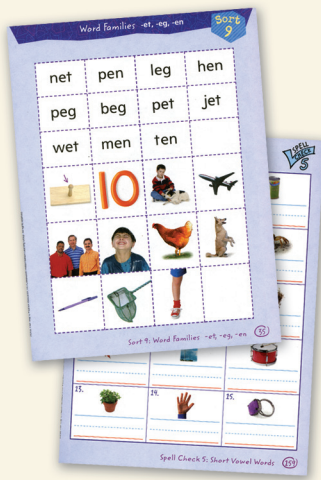 Word Families -et, -eg, -en
Sort 9
net pen leg hen
peg beg pet jet
wet men ten
10
Sort 9: Word Families -et, -eg, -en 35
SPELL CHECK 5
13. 14. 15.
Spell Check 5: Short Vowel Words 159